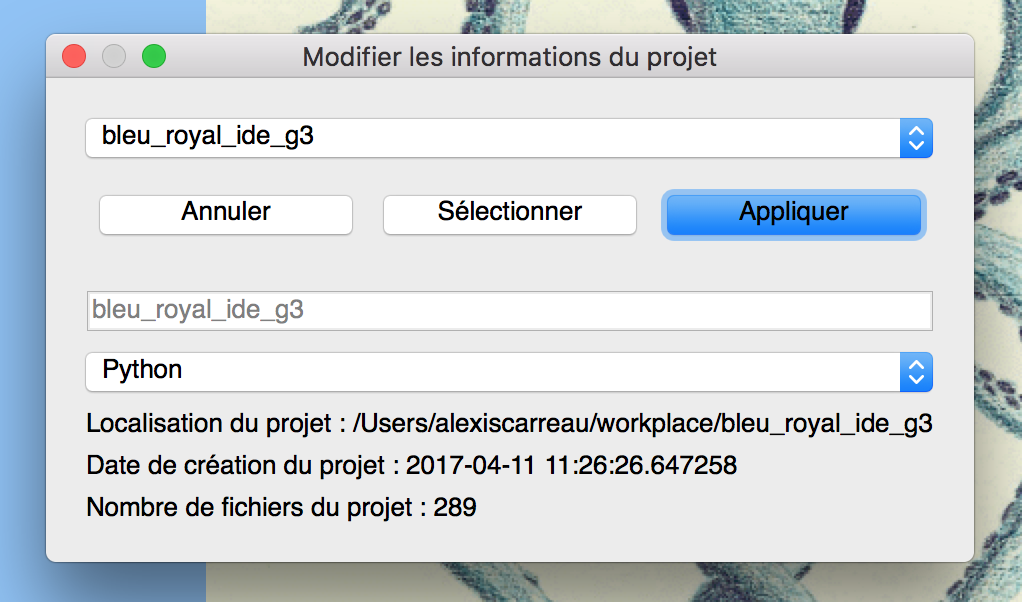 Modifier les informations du projet
bleu_royal_ide_g3
Annuler Sélectionner Appliquer
bleu_royal_ide_g3
Python
Localisation du projet : /Users/alexiscarreau/workplace/bleu_royal_ide_g3
Date de création du projet : 2017-04-11 11:26:26.647258
Nombre de fichiers du projet : 289